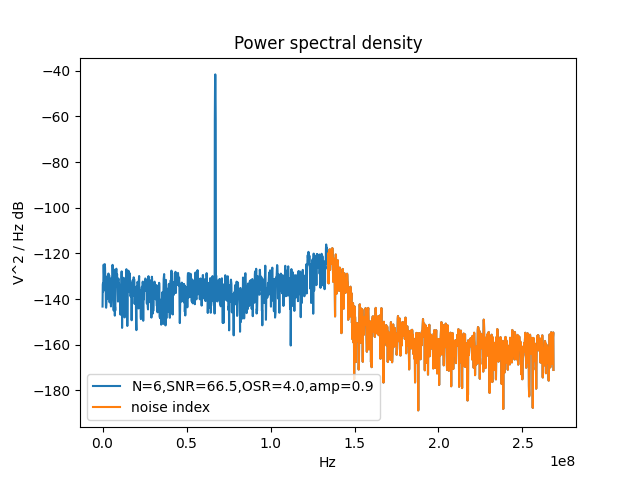 Power spectral density
V^2 / Hz dB
−40
−60
−80
−100
−120
−140
−160
−180
N=6,SNR=66.5,OSR=4.0,amp=0.9
noise index
0.0 0.5 1.0 1.5 2.0 2.5
1e8
Hz